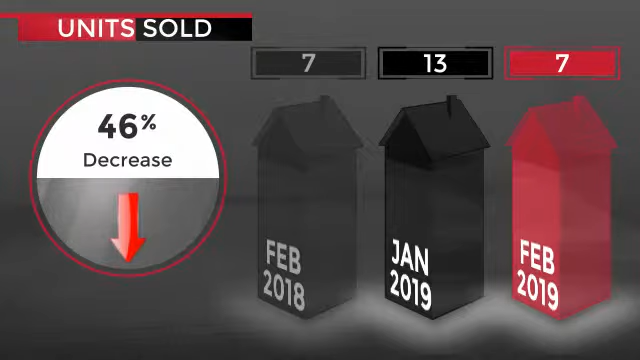 UNITS SOLD
7
13
7
46%
Decrease
FEB
2018
JAN
2019
FEB
2019